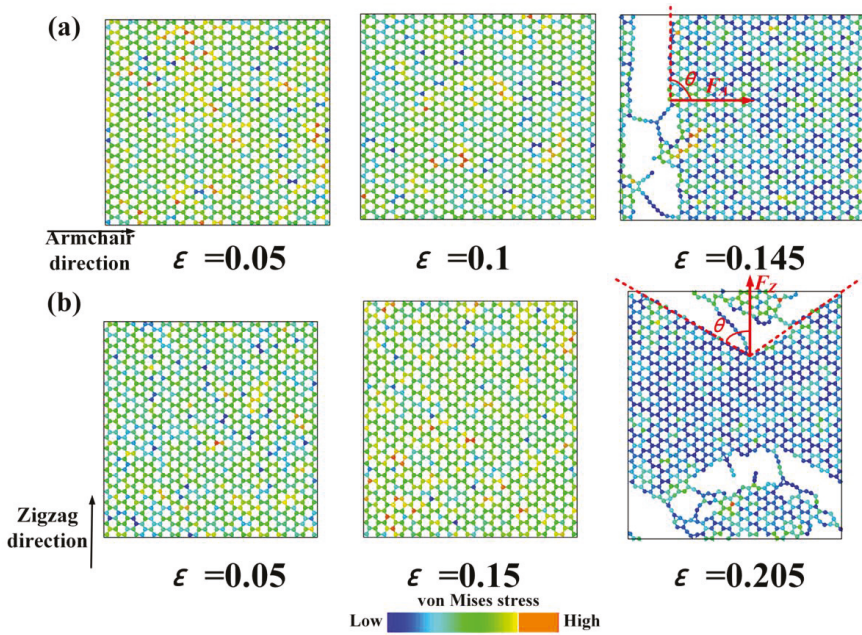 (a)
θ
F_A
Armchair
direction
ε =0.05
ε =0.1
ε =0.145
(b)
F_Z
θ
Zigzag
direction
ε =0.05
ε =0.15
ε =0.205
von Mises stress
Low
High